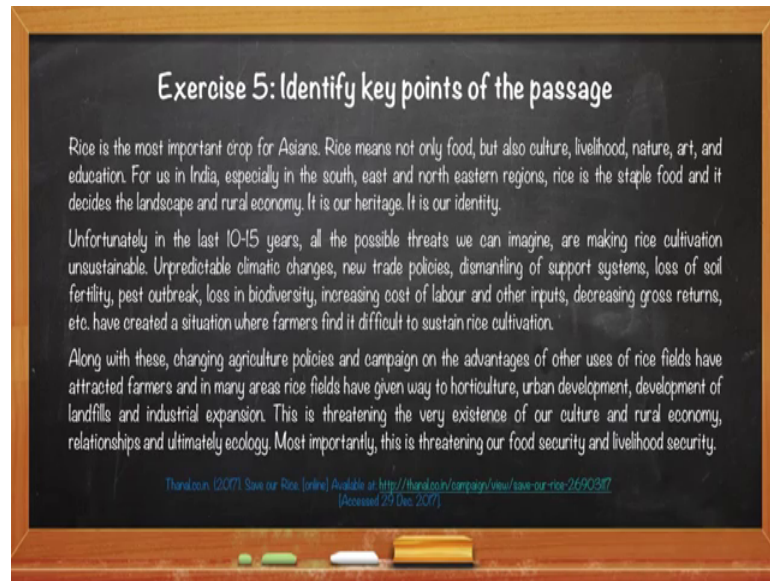 Exercise 5: Identify key points of the passage
Rice is the most important crop for Asians. Rice means not only food, but also culture, livelihood, nature, art, and
education. For us in India, especially in the south, east and north eastern regions, rice is the staple food and it
decides the landscape and rural economy. It is our heritage. It is our identity.
Unfortunately in the last 10-15 years, all the possible threats we can imagine, are making rice cultivation
unsustainable. Unpredictable climatic changes, new trade policies, dismantling of support systems, loss of soil
fertility, pest outbreak, loss in biodiversity, increasing cost of labour and other inputs, decreasing gross returns,
etc. have created a situation where farmers find it difficult to sustain rice cultivation.
Along with these, changing agriculture policies and campaign on the advantages of other uses of rice fields have
attracted farmers and in many areas rice fields have given way to horticulture, urban development, development of
landfills and industrial expansion. This is threatening the very existence of our culture and rural economy,
relationships and ultimately ecology. Most importantly, this is threatening our food security and livelihood security.
Thanal.co.in. (2017). Save our Rice. [online] Available at: http://thanal.co.in/campaign/view/save-our-rice-26903117
[Accessed 29 Dec. 2017].